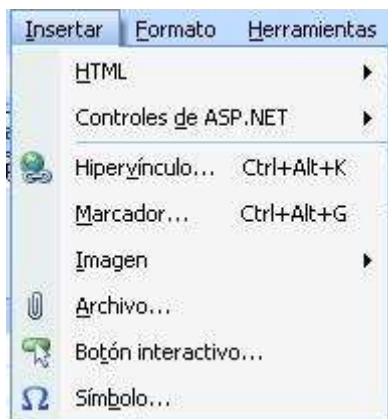 Insertar Formato Herramientas
HTML
Controles de ASP.NET
Hipervínculo... Ctrl+Alt+K
Marcador... Ctrl+Alt+G
Imagen
Archivo...
Botón interactivo...
Símbolo...